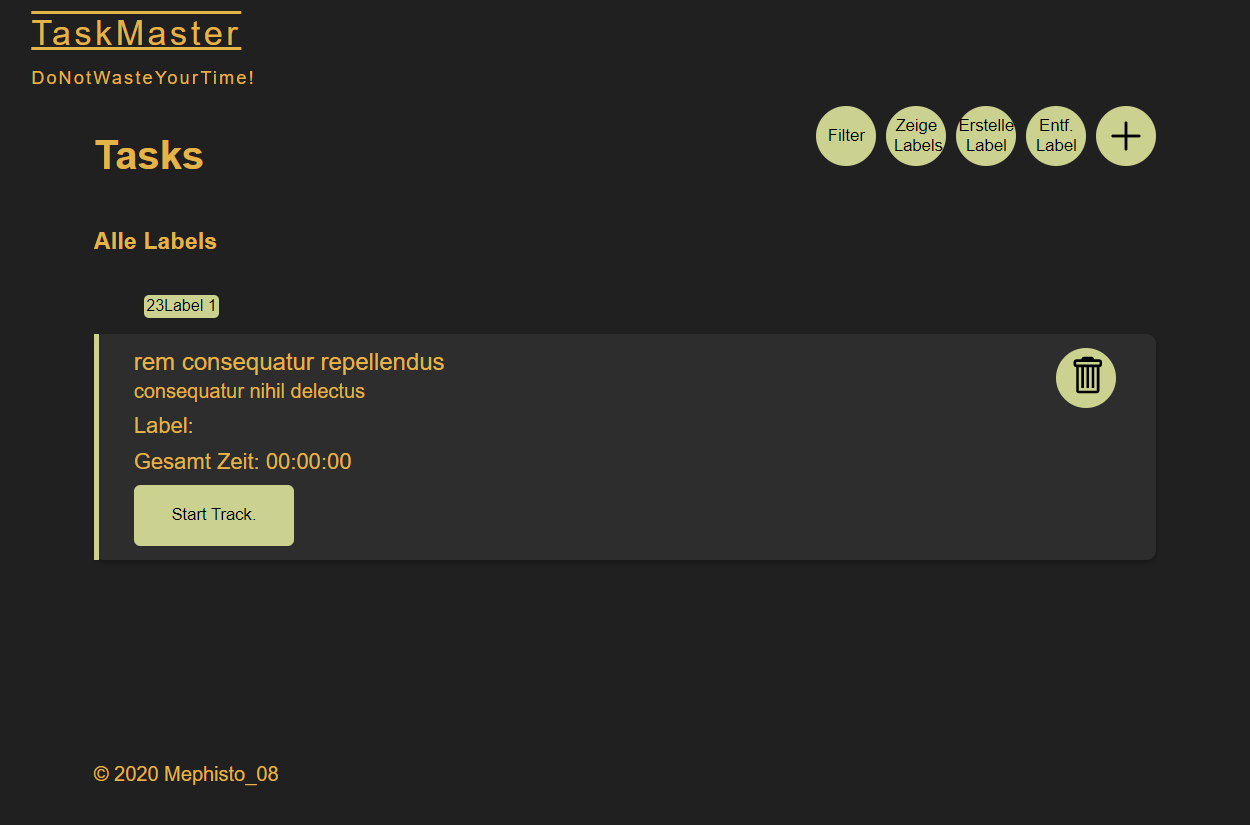 TaskMaster
DoNotWasteYourTime!
Tasks
Filter
Zeige
Labels
Erstelle
Label
Entf.
Label
Alle Labels
23Label 1
rem consequatur repellendus
consequatur nihil delectus
Label:
Gesamt Zeit: 00:00:00
Start Track.
© 2020 Mephisto_08